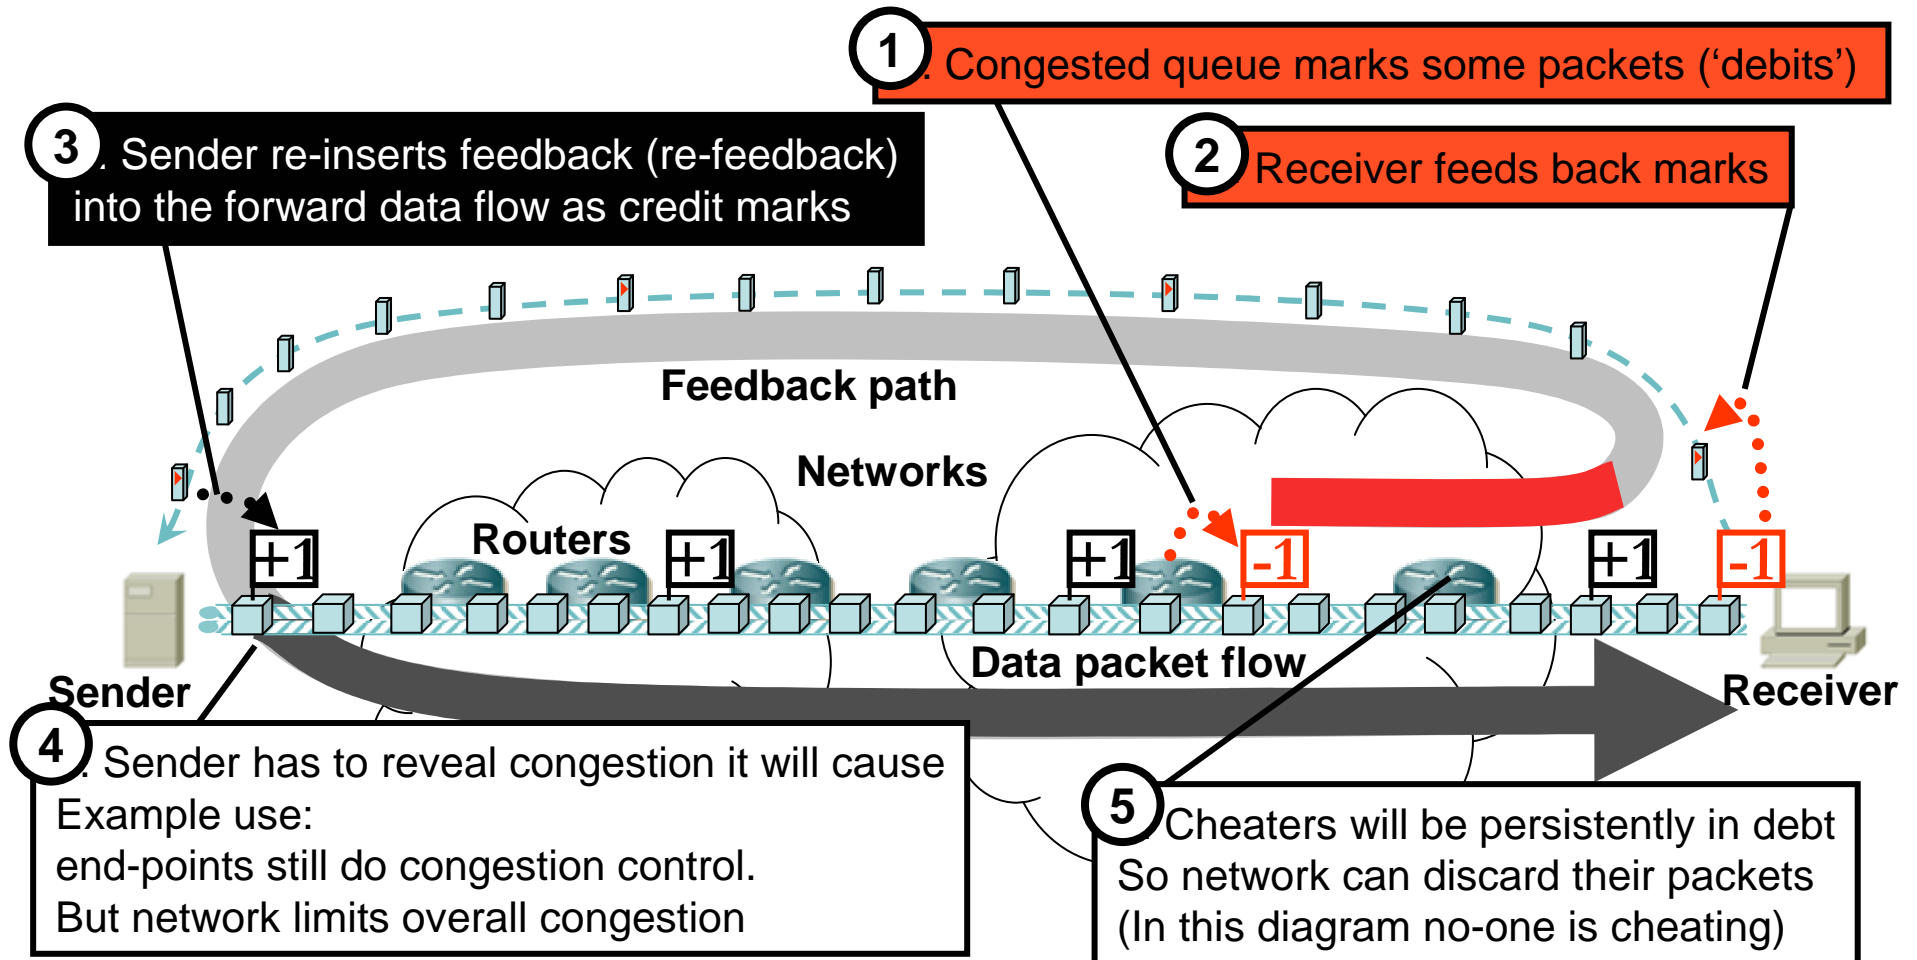 1. Congested queue marks some packets (‘debits’)
3. Sender re-inserts feedback (re-feedback)
into the forward data flow as credit marks
2 Receiver feeds back marks
Feedback path
Networks
Routers
+1
+1
+1
-1
+1
-1
Data packet flow
Sender
Receiver
4. Sender has to reveal congestion it will cause
Example use:
end-points still do congestion control.
But network limits overall congestion
5 Cheaters will be persistently in debt
So network can discard their packets
(In this diagram no-one is cheating)